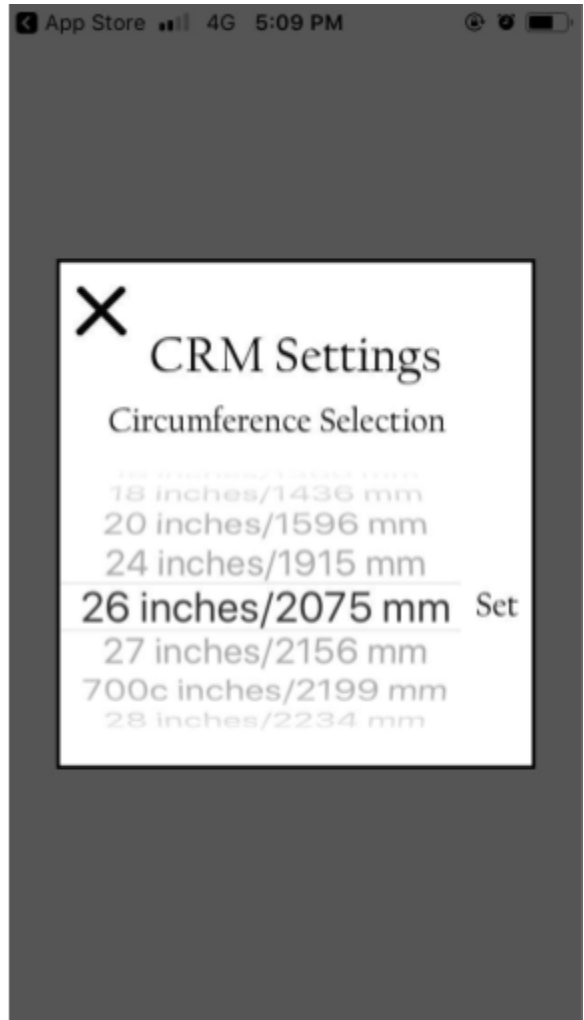 App Store 4G 5:09 PM
CRM Settings
Circumference Selection
18 inches/1436 mm
20 inches/1596 mm
24 inches/1915 mm
26 inches/2075 mm Set
27 inches/2156 mm
700c inches/2199 mm
28 inches/2234 mm